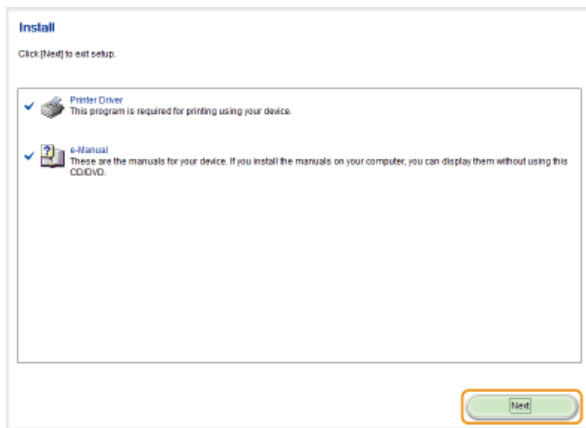 Install
Click [Next] to exit setup.
Printer Driver
This program is required for printing using your device.
e-Manual
These are the manuals for your device. If you install the manuals on your computer, you can display them without using this
CD/DVD.
Next